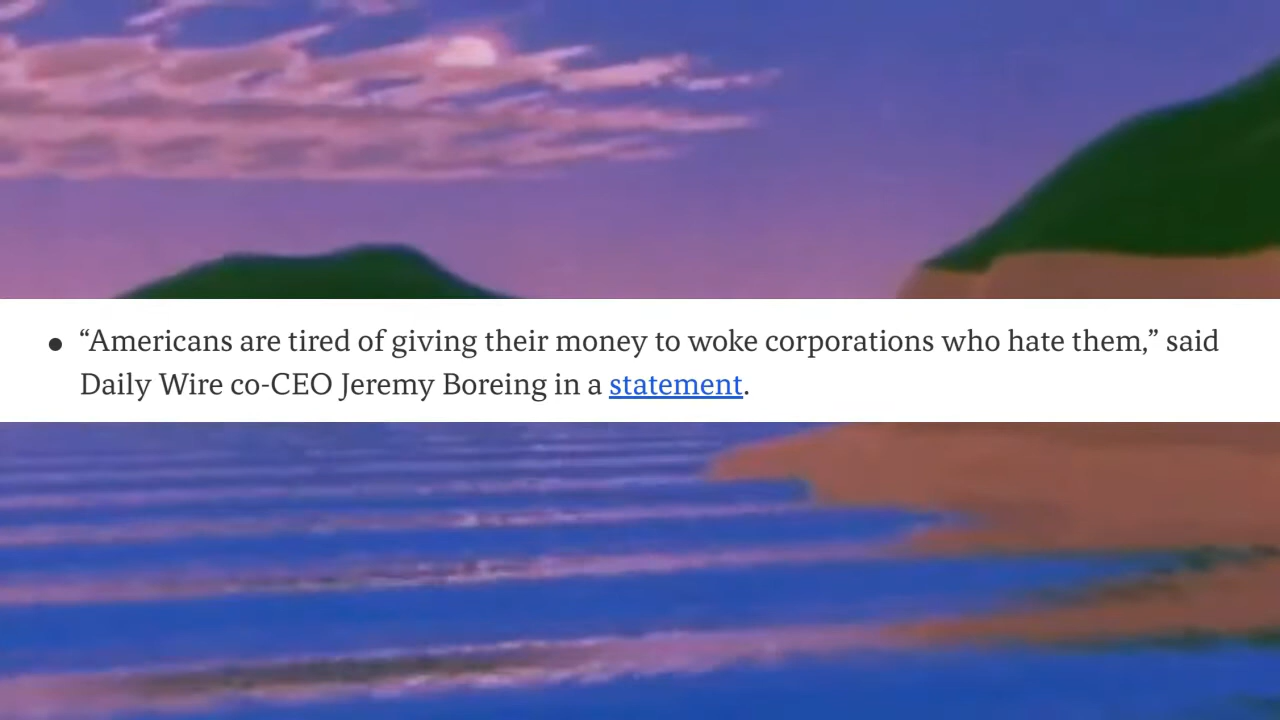 ● “Americans are tired of giving their money to woke corporations who hate them,” said
Daily Wire co-CEO Jeremy Boreing in a statement.